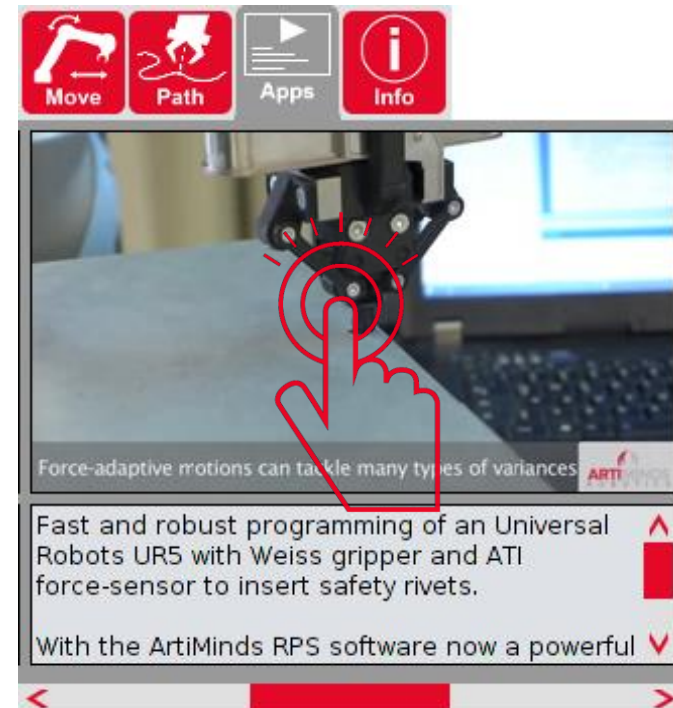 Move Path Apps Info
Force-adaptive motions can tackle many types of variances
ARTIMINDS
Fast and robust programming of an Universal
Robots UR5 with Weiss gripper and ATI
force-sensor to insert safety rivets.
With the ArtiMinds RPS software now a powerful